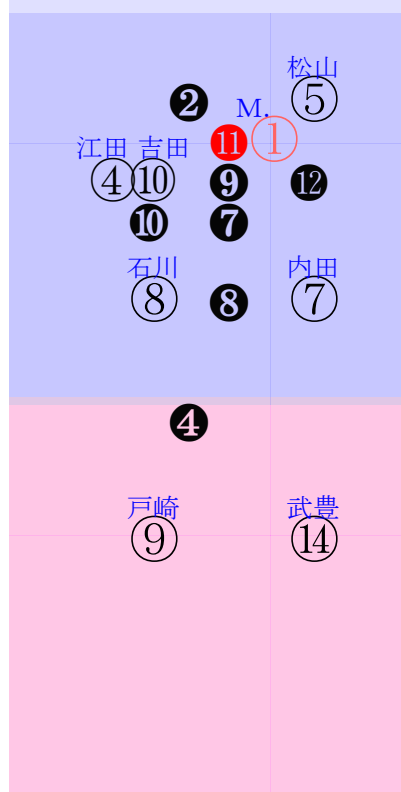 松山
❷ ⑤
M.
⓫ ①
江田 吉田
④ ⑩ ❾ ⑫
❿ ❼
石川 内田
⑧ ❽ ⑦
❹
戸崎 武豊
⑨ ⑭